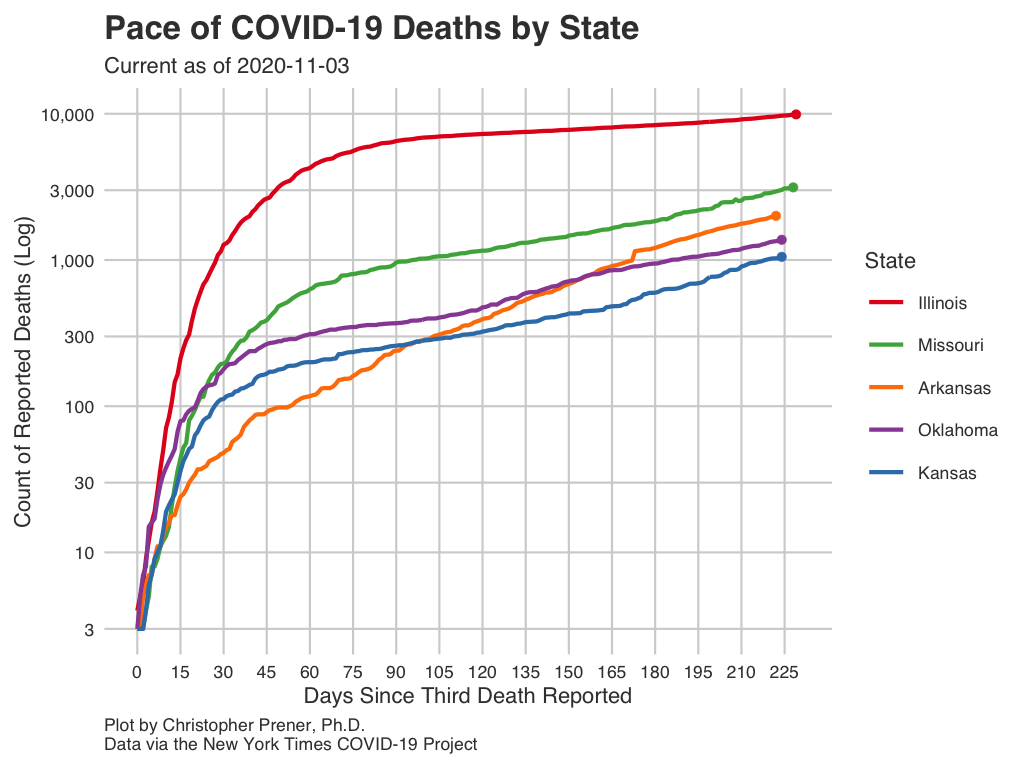 Pace of COVID-19 Deaths by State
Current as of 2020-11-03
Count of Reported Deaths (Log)
10,000
3,000
1,000
300
100
30
10
3
0 15 30 45 60 75 90 105 120 135 150 165 180 195 210 225
Days Since Third Death Reported
State
Illinois
Missouri
Arkansas
Oklahoma
Kansas
Plot by Christopher Prener, Ph.D.
Data via the New York Times COVID-19 Project